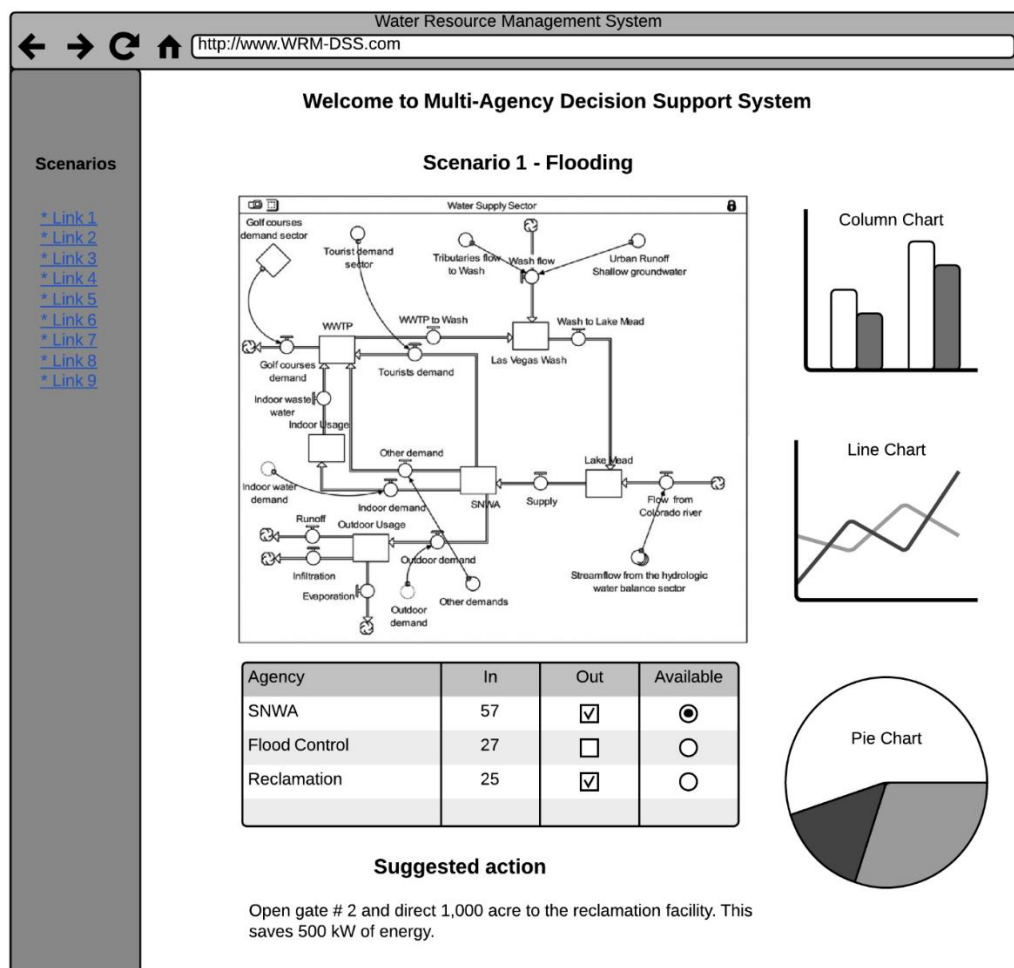 Water Resource Management System
http://www.WRM-DSS.com
Welcome to Multi-Agency Decision Support System
Scenarios
* Link 1
* Link 2
* Link 3
* Link 4
* Link 5
* Link 6
* Link 7
* Link 8
* Link 9
Scenario 1 - Flooding
Water Supply Sector
Golf courses
demand sector
Tourist demand
sector
Tributaries flow
to Wash
Wash flow
Urban Runoff
Shallow groundwater
WWTP
WWTP to Wash
Wash to Lake Mead
Las Vegas Wash
Golf courses
demand
Tourists demand
Indoor waste
water
Indoor Usage
Other demand
Lake Mead
Indoor water
demand
Indoor demand
SNWA
Supply
Flow from
Colorado river
Runoff
Outdoor Usage
Outdoor demand
Infiltration
Evaporation
Outdoor
demand
Other demands
Streamflow from the hydrologic
water balance sector
Column Chart
Line Chart
Pie Chart
Agency In Out Available
SNWA 57
Flood Control 27
Reclamation 25
Suggested action
Open gate # 2 and direct 1,000 acre to the reclamation facility. This
saves 500 kW of energy.